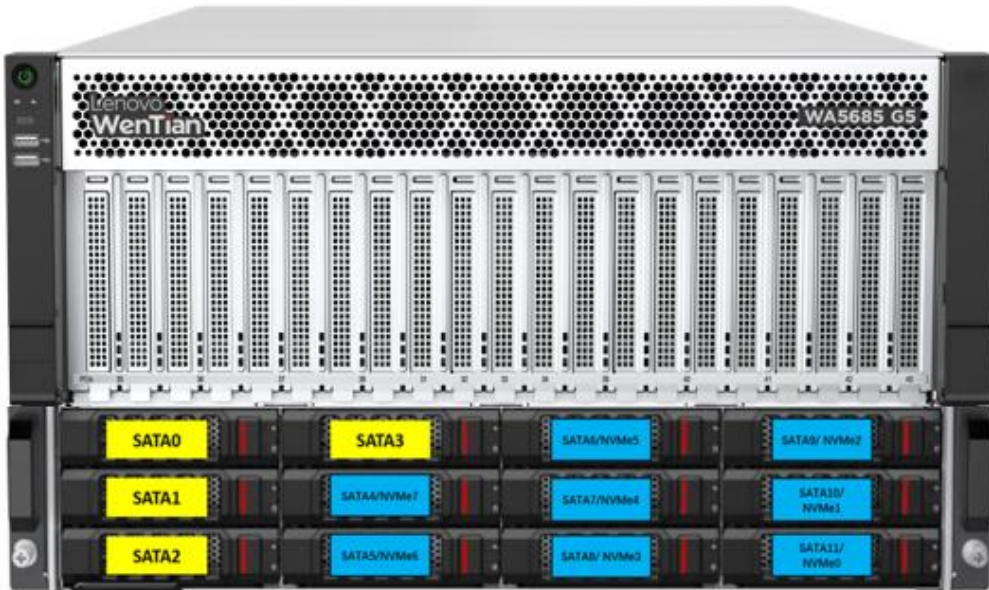 Lenovo
WenTian
WA5685 G5
SATA0
SATA3
SATA6/NVMe5
SATA9/ NVMe2
SATA1
SATA4/NVMe7
SATA7/NVMe4
SATA10/
NVMe1
SATA2
SATA5/NVMe6
SATA8/ NVMe3
SATA11/
NVMe0